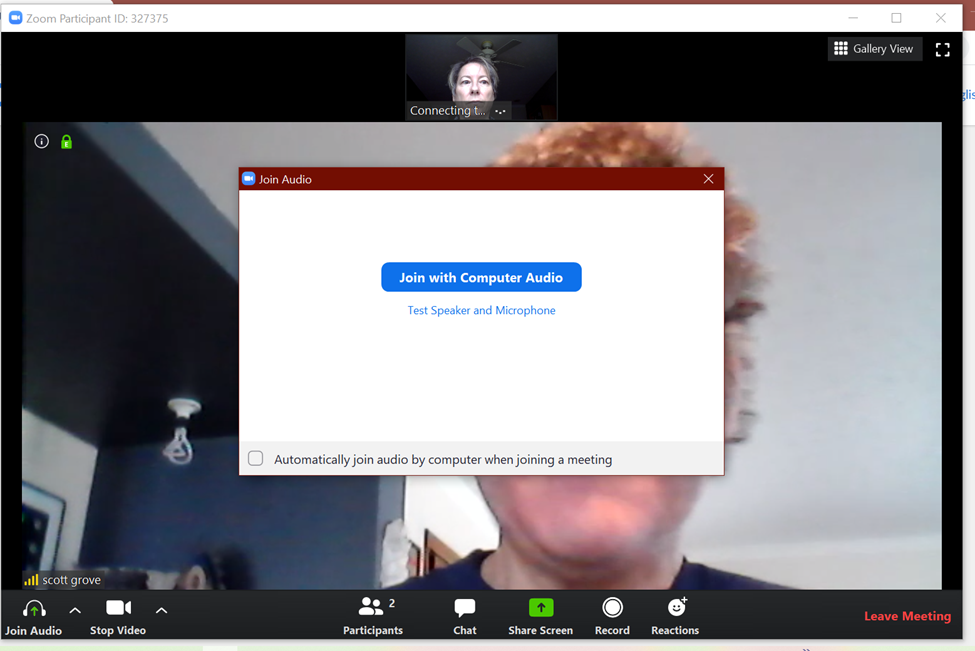 Zoom Participant ID: 327375
Gallery View
Connecting t...
Join Audio
Join with Computer Audio
Test Speaker and Microphone
Automatically join audio by computer when joining a meeting
scott grove
Join Audio
Stop Video
2
Participants
Chat
Share Screen
Record
Reactions
Leave Meeting